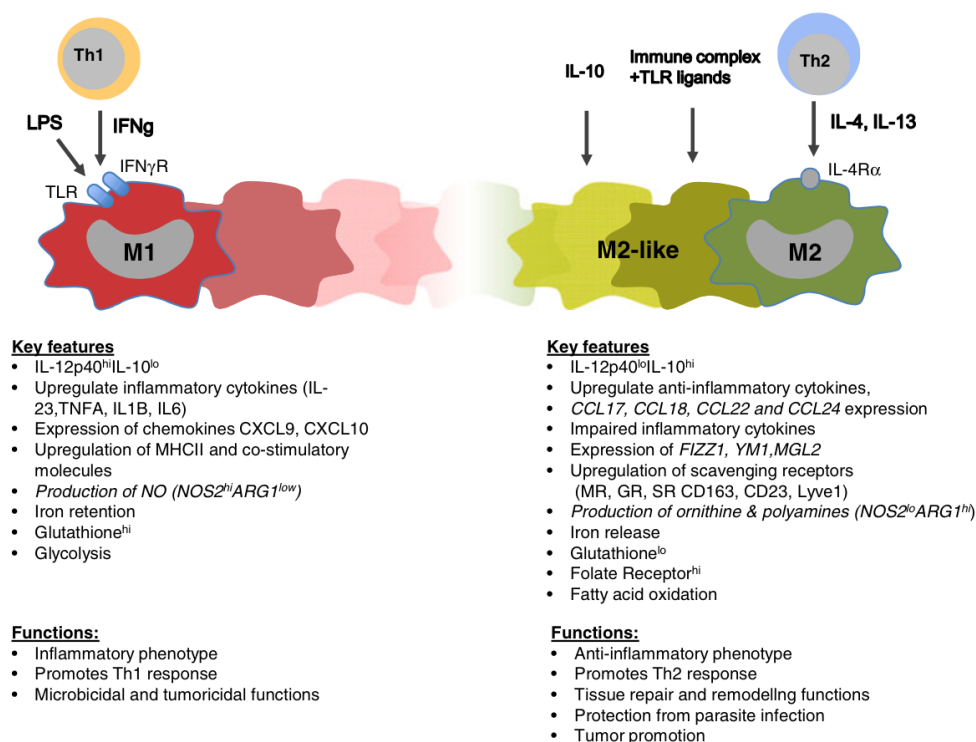 Th1
Th2
IL-10
Immune complex
+TLR ligands
LPS
IFNg
IL-4, IL-13
IFNγR
TLR
IL-4Rα
M1
M2-like
M2
Key features
• IL-12p40hiIL-10lo
• Upregulate inflammatory cytokines (IL-
23,TNFA, IL1B, IL6)
• Expression of chemokines CXCL9, CXCL10
• Upregulation of MHCII and co-stimulatory
molecules
• Production of NO (NOS2hiARG1low)
• Iron retention
• Glutathionehi
• Glycolysis
Functions:
• Inflammatory phenotype
• Promotes Th1 response
• Microbicidal and tumoricidal functions
Key features
• IL-12p40loIL-10hi
• Upregulate anti-inflammatory cytokines,
• CCL17, CCL18, CCL22 and CCL24 expression
• Impaired inflammatory cytokines
• Expression of FIZZ1, YM1,MGL2
• Upregulation of scavenging receptors
(MR, GR, SR CD163, CD23, Lyve1)
• Production of ornithine & polyamines (NOS2loARG1hi)
• Iron release
• Glutathionelo
• Folate Receptorhi
• Fatty acid oxidation
Functions:
• Anti-inflammatory phenotype
• Promotes Th2 response
• Tissue repair and remodellng functions
• Protection from parasite infection
• Tumor promotion